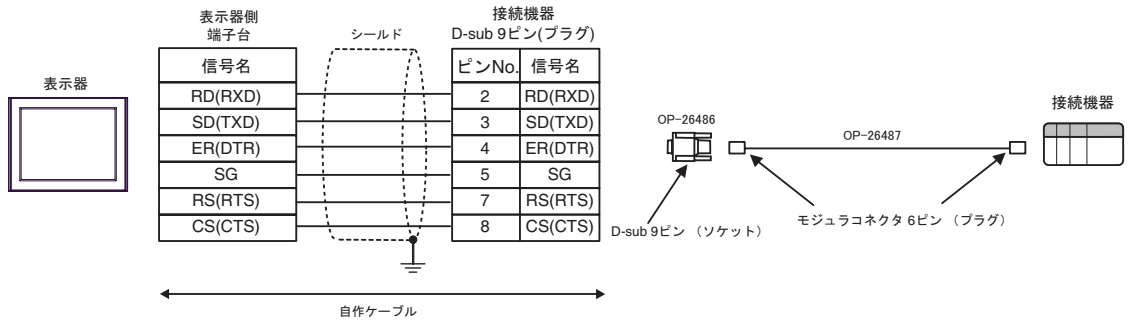 表示器
表示器側
端子台
シールド
接続機器
D-sub 9ピン(プラグ)
信号名
ピンNo. 信号名
RD(RXD) 2 RD(RXD)
SD(TXD) 3 SD(TXD)
ER(DTR) 4 ER(DTR)
SG 5 SG
RS(RTS) 7 RS(RTS)
CS(CTS) 8 CS(CTS)
自作ケーブル
OP-26486
OP-26487
接続機器
D-sub 9ピン (ソケット)
モジュラコネクタ 6ピン (プラグ)